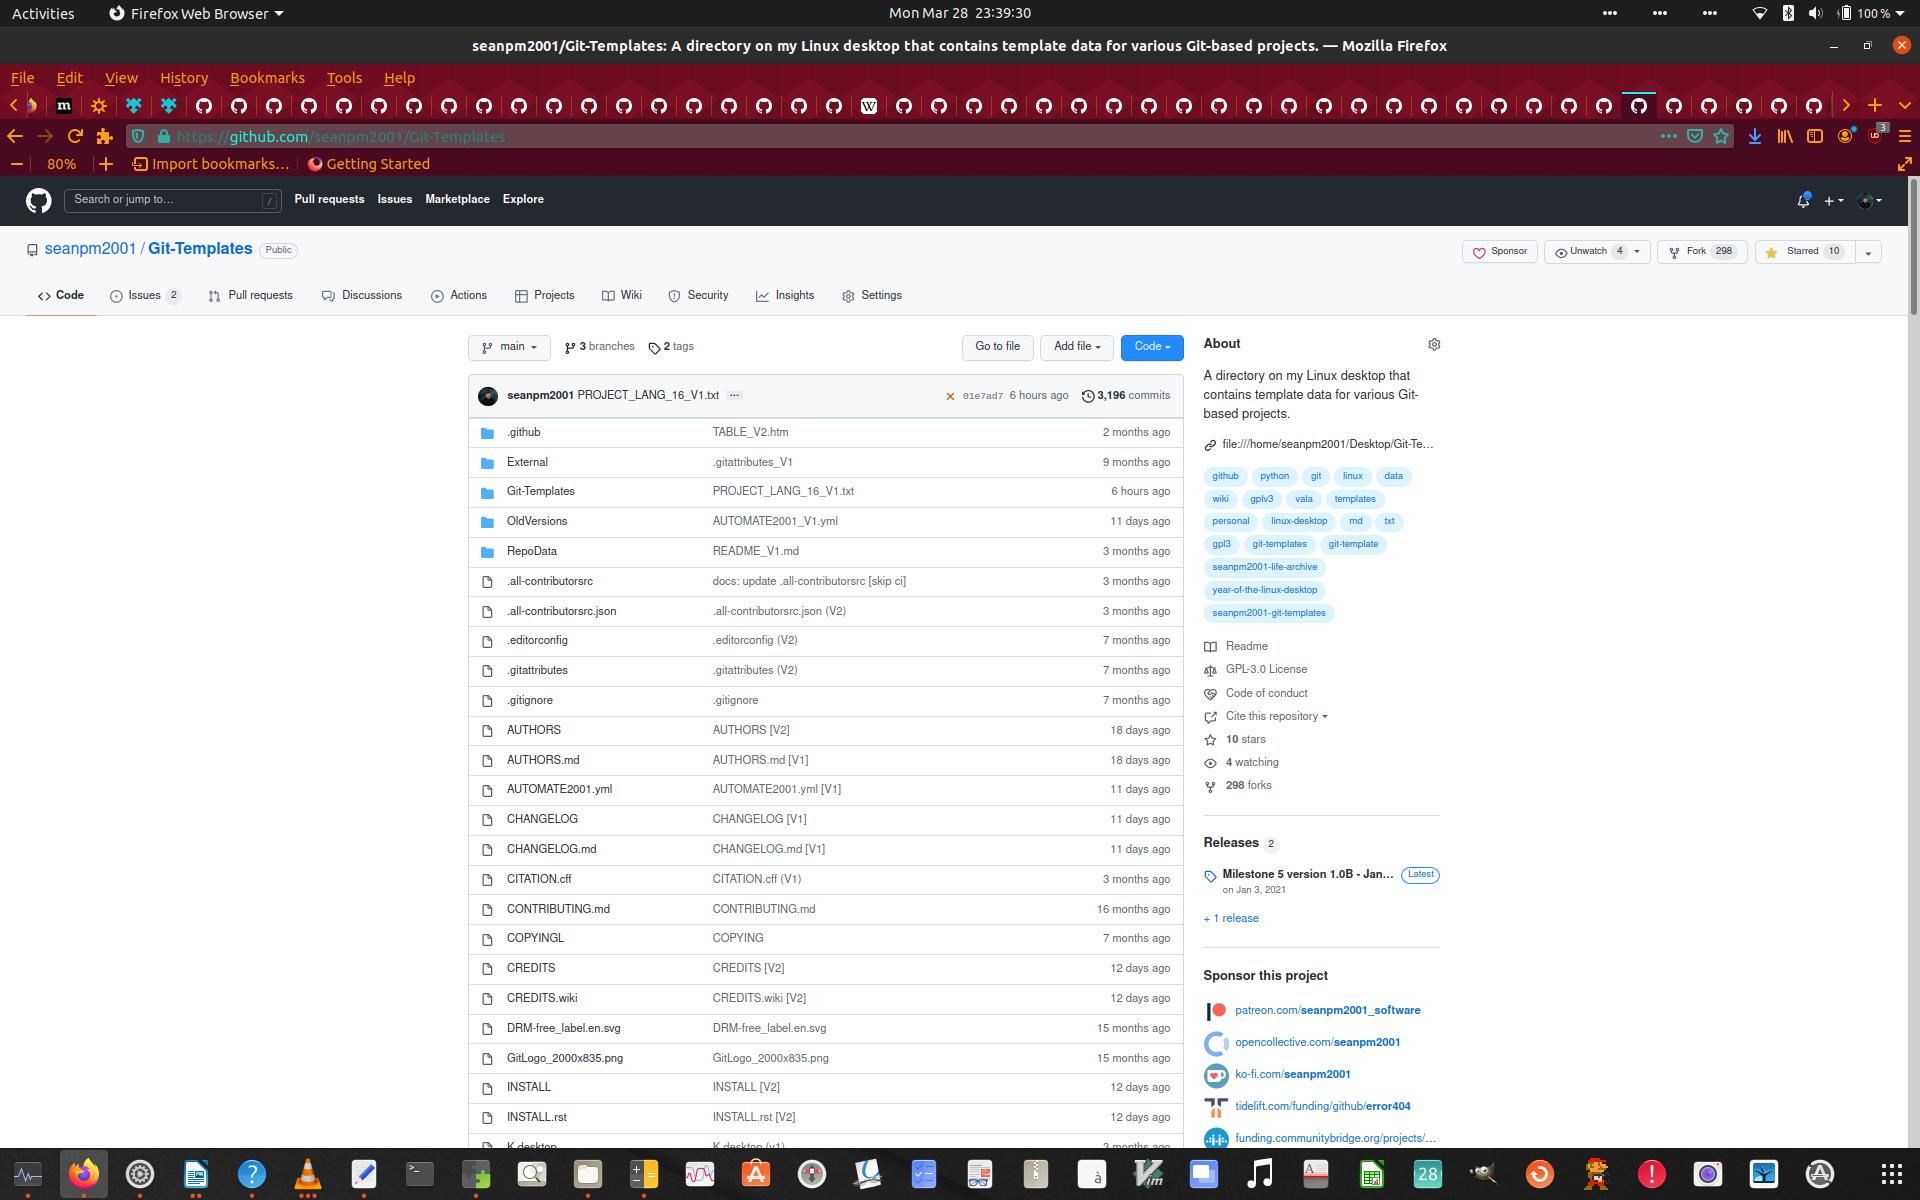 Activities
Firefox Web Browser
Mon Mar 28 23:39:30
100 %
seanpm2001/Git-Templates: A directory on my Linux desktop that contains template data for various Git-based projects. — Mozilla Firefox
File Edit View History Bookmarks Tools Help
https://github.com/seanpm2001/Git-Templates
3
80%
Import bookmarks...
Getting Started
Search or jump to...
/
Pull requests Issues Marketplace Explore
seanpm2001 / Git-Templates Public
Sponsor
Unwatch 4
Fork 298
Starred 10
Code
Issues 2
Pull requests
Discussions
Actions
Projects
Wiki
Security
Insights
Settings
main
3 branches
2 tags
Go to file
Add file
Code
seanpm2001 PROJECT_LANG_16_V1.txt ...
01e7ad7 6 hours ago
3,196 commits
.github TABLE_V2.htm 2 months ago
External .gitattributes_V1 9 months ago
Git-Templates PROJECT_LANG_16_V1.txt 6 hours ago
OldVersions AUTOMATE2001_V1.yml 11 days ago
RepoData README_V1.md 3 months ago
.all-contributorsrc docs: update .all-contributorsrc [skip ci] 3 months ago
.all-contributorsrc.json .all-contributorsrc.json (V2) 3 months ago
.editorconfig .editorconfig (V2) 7 months ago
.gitattributes .gitattributes (V2) 7 months ago
.gitignore .gitignore 7 months ago
AUTHORS AUTHORS [V2] 18 days ago
AUTHORS.md AUTHORS.md [V1] 18 days ago
AUTOMATE2001.yml AUTOMATE2001.yml [V1] 11 days ago
CHANGELOG CHANGELOG [V1] 11 days ago
CHANGELOG.md CHANGELOG.md [V1] 11 days ago
CITATION.cff CITATION.cff (V1) 3 months ago
CONTRIBUTING.md CONTRIBUTING.md 16 months ago
COPYINGL COPYING 7 months ago
CREDITS CREDITS [V2] 12 days ago
CREDITS.wiki CREDITS.wiki [V2] 12 days ago
DRM-free_label.en.svg DRM-free_label.en.svg 15 months ago
GitLogo_2000x835.png GitLogo_2000x835.png 15 months ago
INSTALL INSTALL [V2] 12 days ago
INSTALL.rst INSTALL.rst [V2] 12 days ago
K.desktop K.desktop (v1) 3 months ago
About
A directory on my Linux desktop that
contains template data for various Git-
based projects.
file:///home/seanpm2001/Desktop/Git-Te...
github python git linux data
wiki gplv3 vala templates
personal linux-desktop md txt
gpl3 git-templates git-template
seanpm2001-life-archive
year-of-the-linux-desktop
seanpm2001-git-templates
Readme
GPL-3.0 License
Code of conduct
Cite this repository
10 stars
4 watching
298 forks
Releases 2
Milestone 5 version 1.0B - Jan... Latest
on Jan 3, 2021
+ 1 release
Sponsor this project
patreon.com/seanpm2001_software
opencollective.com/seanpm2001
ko-fi.com/seanpm2001
tidelift.com/funding/github/error404
funding.communitybridge.org/projects/...
28